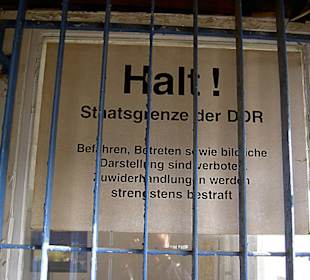 Halt !
Staatsgrenze der DDR
Befahren, Betreten sowie bildliche
Darstellung sind verboten
Zuwiderhandlungen werden
strengstens bestraft